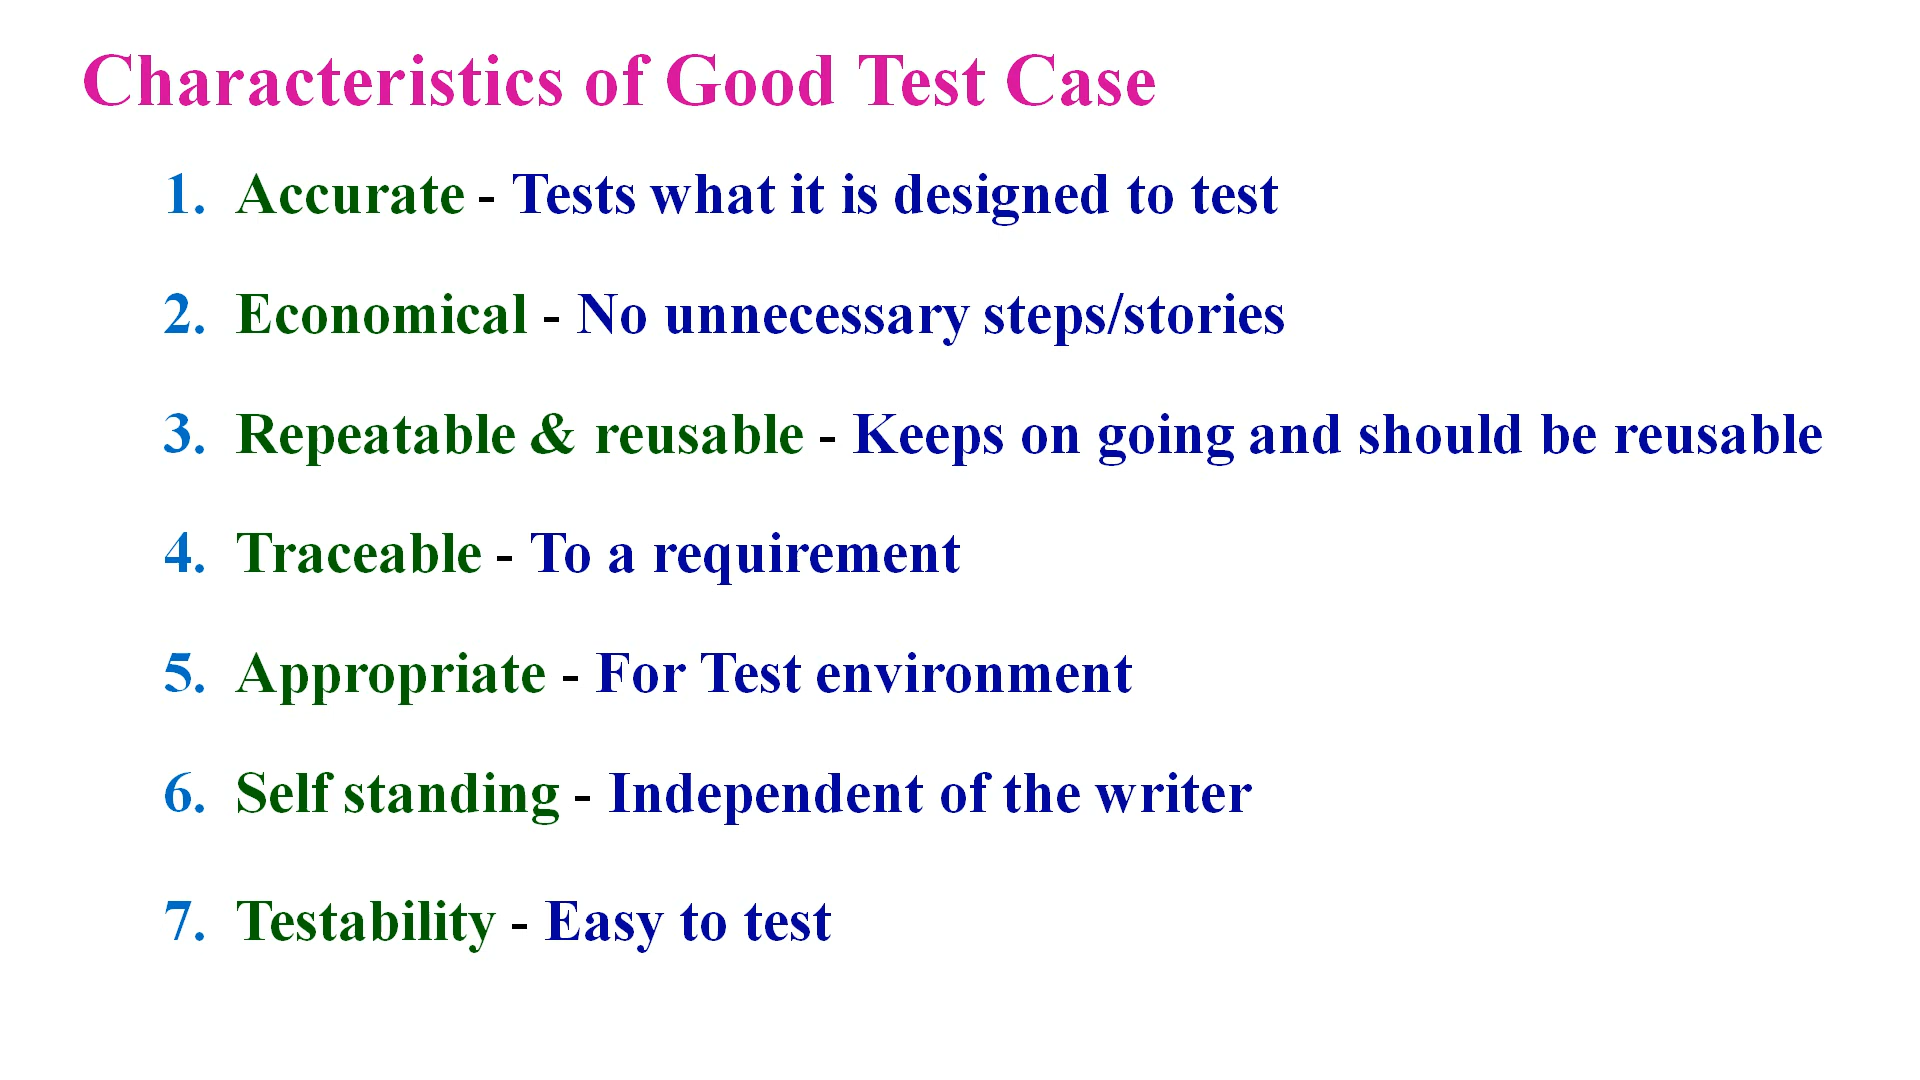 Characteristics of Good Test Case
1. Accurate - Tests what it is designed to test
2. Economical - No unnecessary steps/stories
3. Repeatable & reusable - Keeps on going and should be reusable
4. Traceable - To a requirement
5. Appropriate - For Test environment
6. Self standing - Independent of the writer
7. Testability - Easy to test